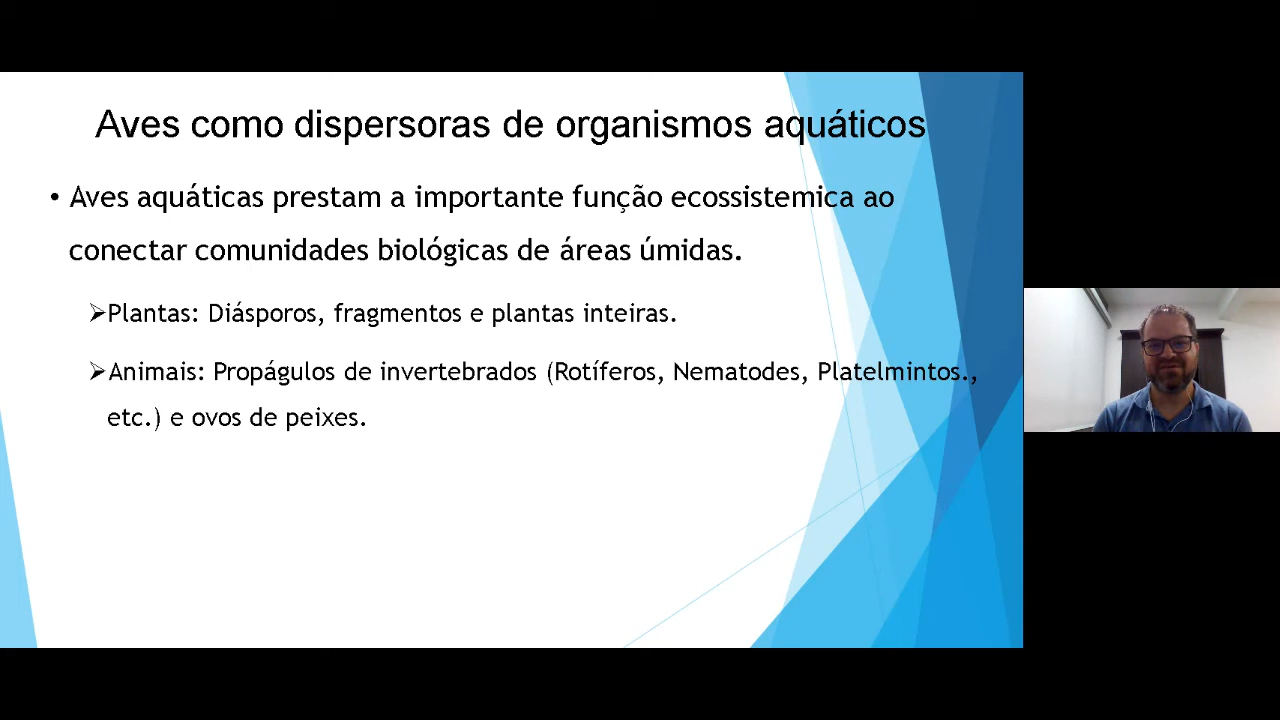 Aves como dispersoras de organismos aquáticos
• Aves aquáticas prestam a importante função ecossistemica ao
conectar comunidades biológicas de áreas úmidas.
➢Plantas: Diásporos, fragmentos e plantas inteiras.
➢Animais: Propágulos de invertebrados (Rotíferos, Nematodes, Platelmintos.,
etc.) e ovos de peixes.